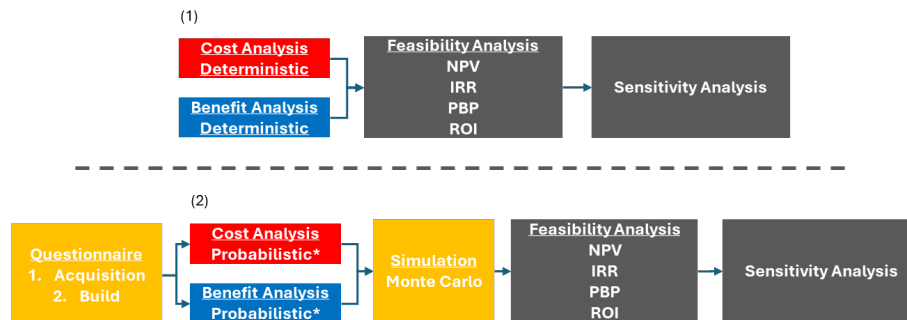 (1)
Cost Analysis
Deterministic
Benefit Analysis
Deterministic
Feasibility Analysis
NPV
IRR
PBP
ROI
Sensitivity Analysis
(2)
Questionnaire
1. Acquisition
2. Build
Cost Analysis
Probabilistic*
Benefit Analysis
Probabilistic*
Simulation
Monte Carlo
Feasibility Analysis
NPV
IRR
PBP
ROI
Sensitivity Analysis